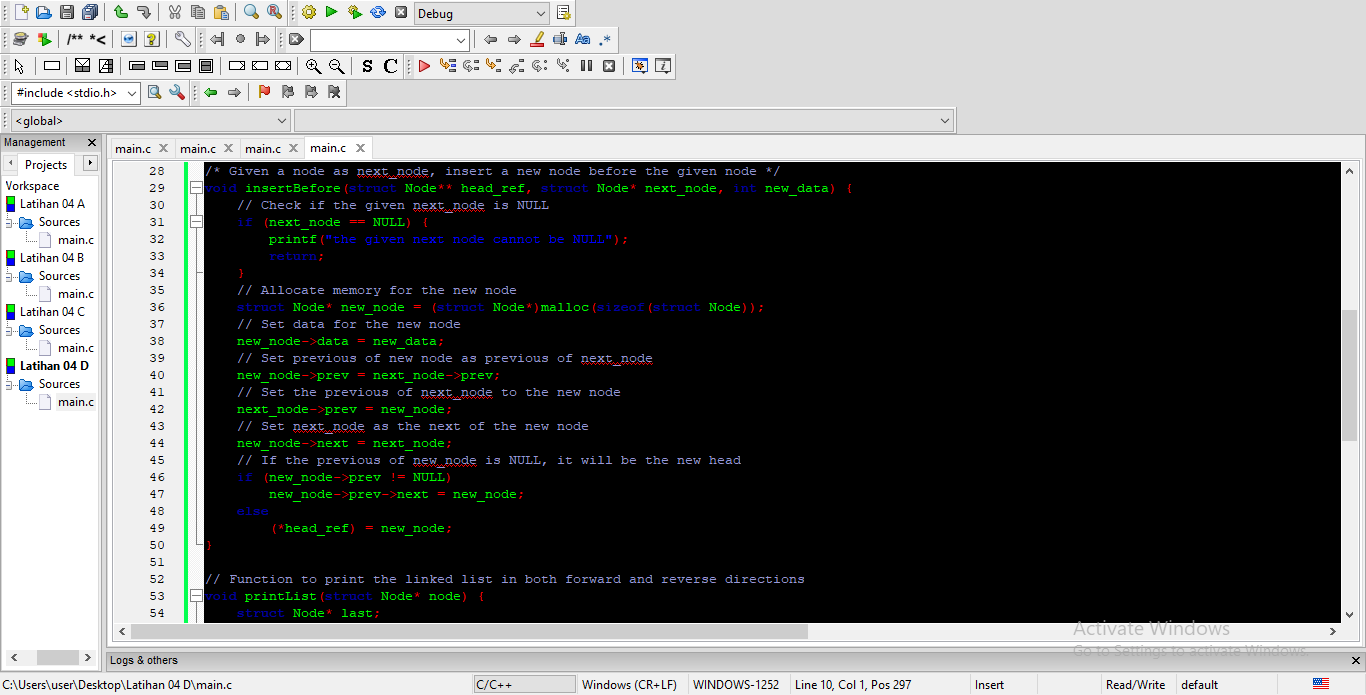 Debug
/** *<
Aa .*
S C
#include <stdio.h>
<global>
Management
Projects
Workspace
Latihan 04 A
Sources
main.c
Latihan 04 B
Sources
main.c
Latihan 04 C
Sources
main.c
Latihan 04 D
Sources
main.c
main.c main.c main.c main.c
28 /* Given a node as next_node, insert a new node before the given node */
29 void insertBefore(struct Node** head_ref, struct Node* next_node, int new_data) {
30 // Check if the given next_node is NULL
31 if (next_node == NULL) {
32 printf("the given next node cannot be NULL");
33 return;
34 }
35 // Allocate memory for the new node
36 struct Node* new_node = (struct Node*)malloc(sizeof(struct Node));
37 // Set data for the new node
38 new_node->data = new_data;
39 // Set previous of new node as previous of next_node
40 new_node->prev = next_node->prev;
41 // Set the previous of next_node to the new node
42 next_node->prev = new_node;
43 // Set next_node as the next of the new node
44 new_node->next = next_node;
45 // If the previous of new_node is NULL, it will be the new head
46 if (new_node->prev != NULL)
47 new_node->prev->next = new_node;
48 else
49 (*head_ref) = new_node;
50 }
51
52 // Function to print the linked list in both forward and reverse directions
53 void printList(struct Node* node) {
54 struct Node* last;
Activate Windows
Go to Settings to activate Windows.
Logs & others
C:\Users\user\Desktop\Latihan 04 D\main.c C/C++ Windows (CR+LF) WINDOWS-1252 Line 10, Col 1, Pos 297 Insert Read/Write default